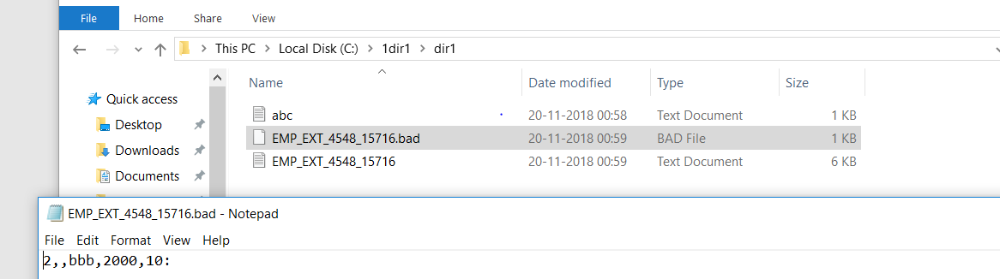 File Home Share View
This PC Local Disk (C:) 1dir1 dir1
Name Date modified Type Size
Quick access
abc 20-11-2018 00:58 Text Document 1 KB
Desktop
EMP_EXT_4548_15716.bad 20-11-2018 00:59 BAD File 1 KB
Downloads
EMP_EXT_4548_15716 20-11-2018 00:59 Text Document 6 KB
Documents
EMP_EXT_4548_15716.bad - Notepad
File Edit Format View Help
2,,bbb,2000,10: